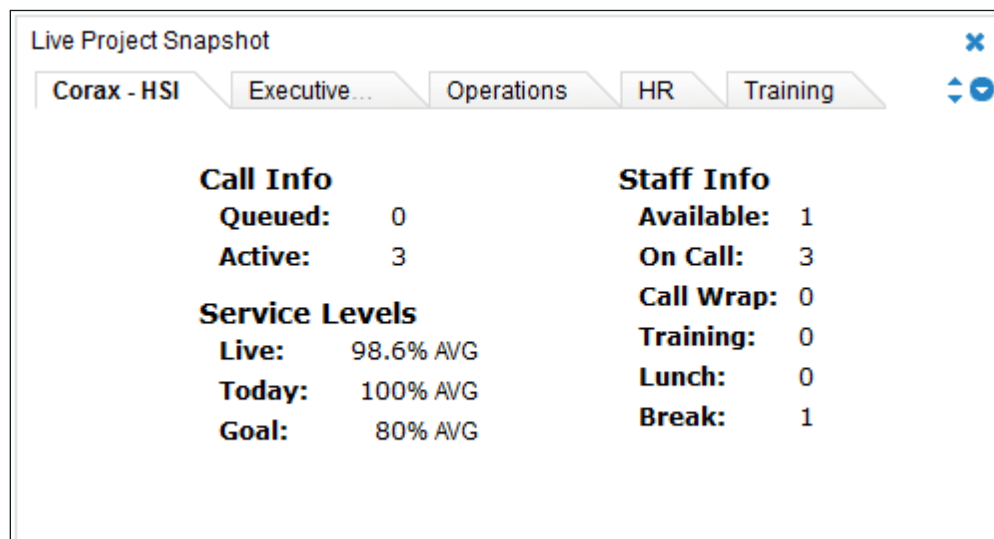 Live Project Snapshot
Corax - HSI Executive... Operations HR Training
Call Info
Queued: 0
Active: 3
Service Levels
Live: 98.6% AVG
Today: 100% AVG
Goal: 80% AVG
Staff Info
Available: 1
On Call: 3
Call Wrap: 0
Training: 0
Lunch: 0
Break: 1